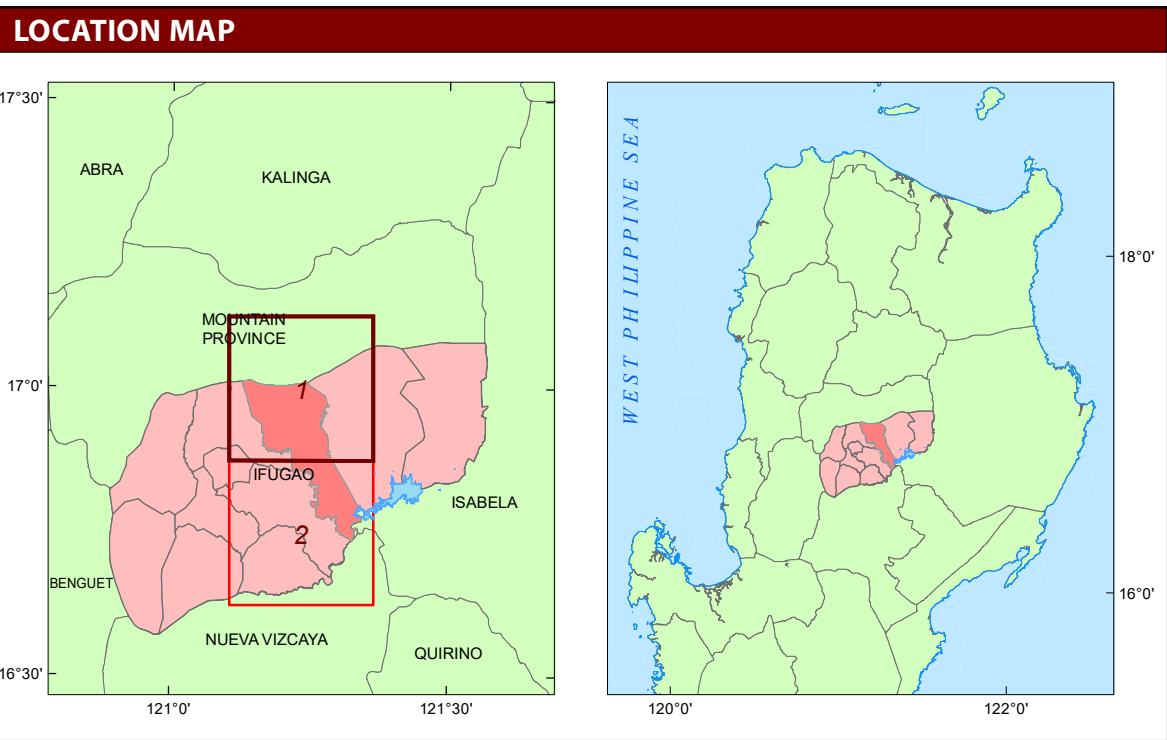 LOCATION MAP
17°30'
ABRA
KALINGA
MOUNTAIN
PROVINCE
17°0'
1
IFUGAO
ISABELA
2
BENGUET
NUEVA VIZCAYA
QUIRINO
16°30'
121°0'
121°30'
WEST PHILIPPINE SEA
18°0'
16°0'
120°0'
122°0'